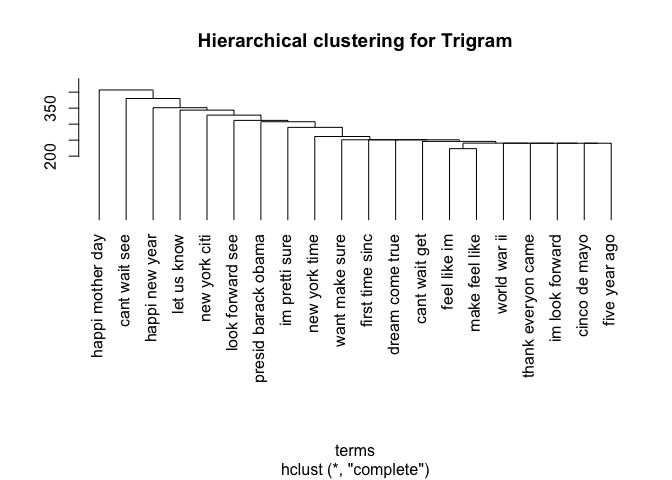 Hierarchical clustering for Trigram
350
200
happi mother day
cant wait see
happi new year
let us know
new york citi
look forward see
presid barack obama
im pretti sure
new york time
want make sure
first time sinc
dream come true
cant wait get
feel like im
make feel like
world war ii
thank everyon came
im look forward
cinco de mayo
five year ago
terms
hclust (*, "complete")